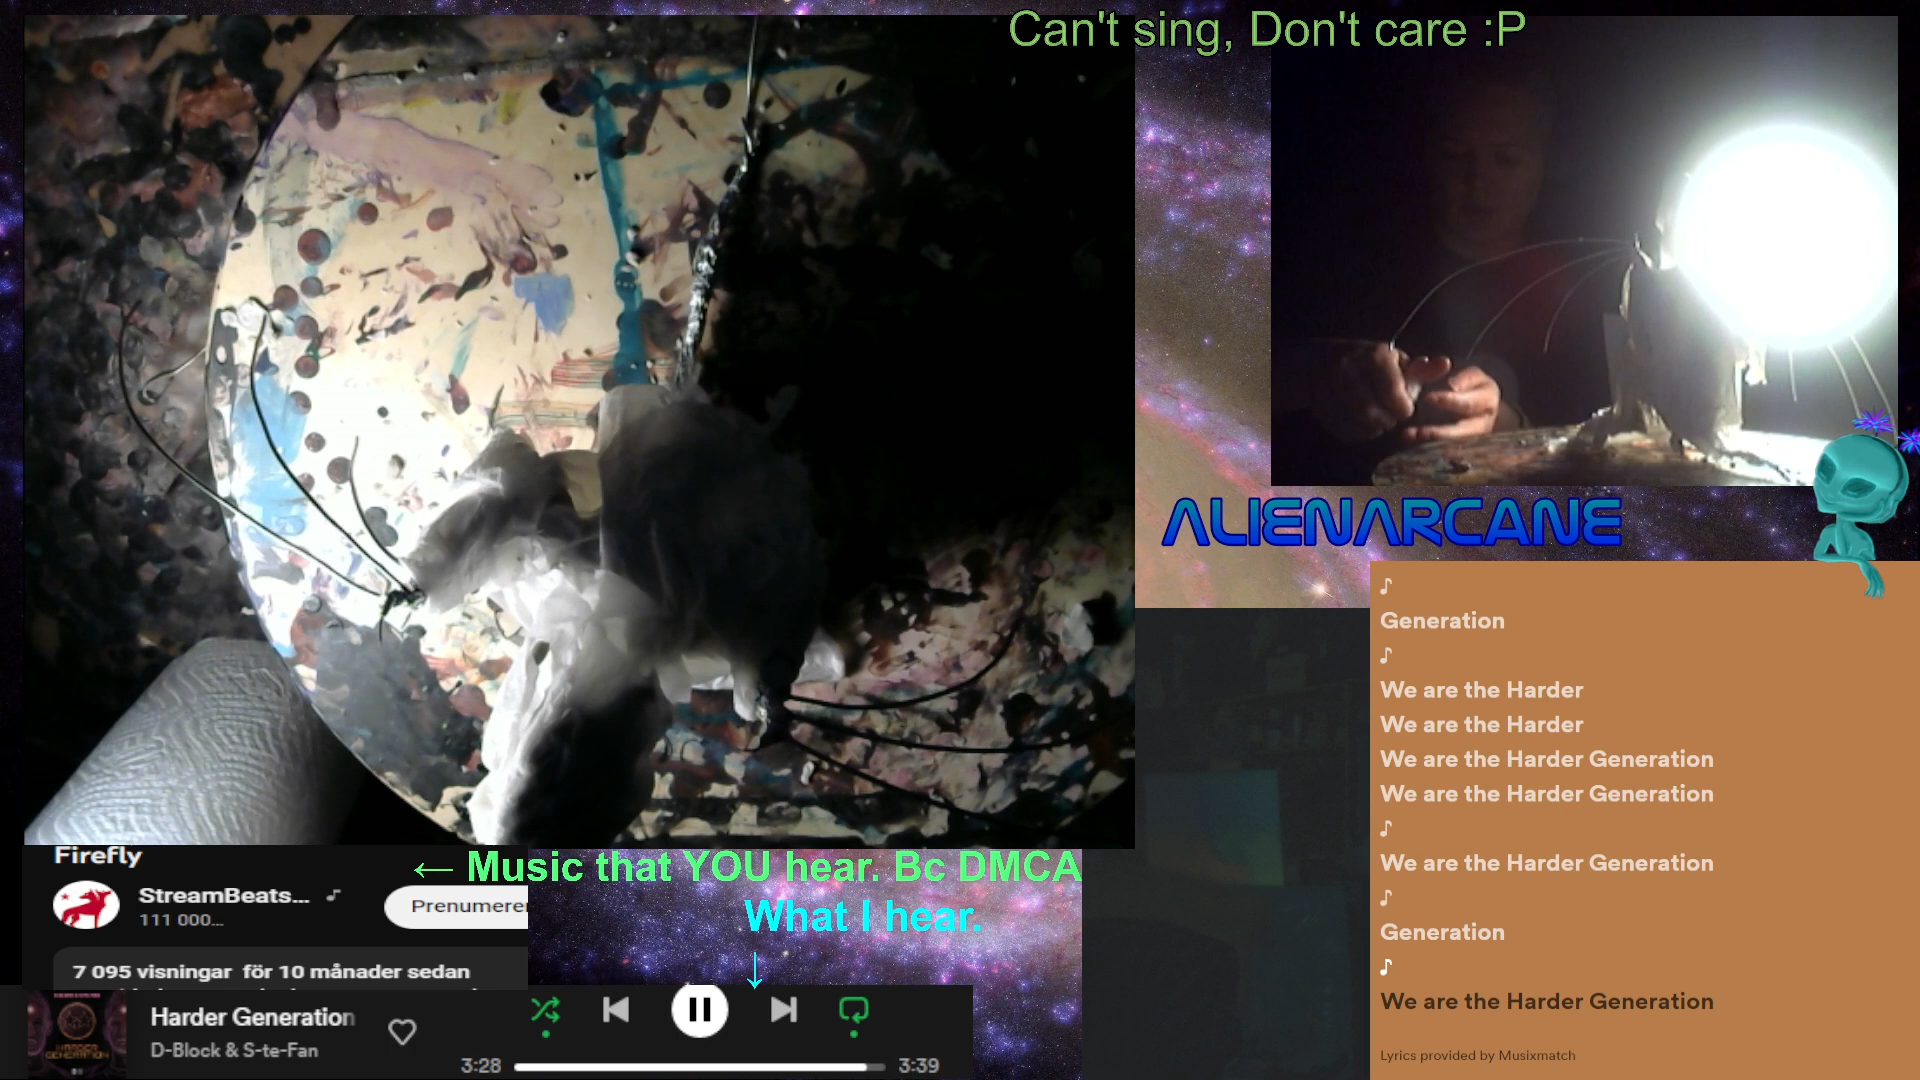 Can't sing, Don't care :P
ALIENARCANE
♪
Generation
♪
We are the Harder
We are the Harder
We are the Harder Generation
We are the Harder Generation
♪
We are the Harder Generation
♪
Generation
♪
We are the Harder Generation
Lyrics provided by Musixmatch
Firefly
← Music that YOU hear. Bc DMCA
StreamBeats... ♪
111 000...
What I hear.
↓
7 095 visningar för 10 månader sedan
Harder Generation
D-Block & S-te-Fan
3:28
3:39